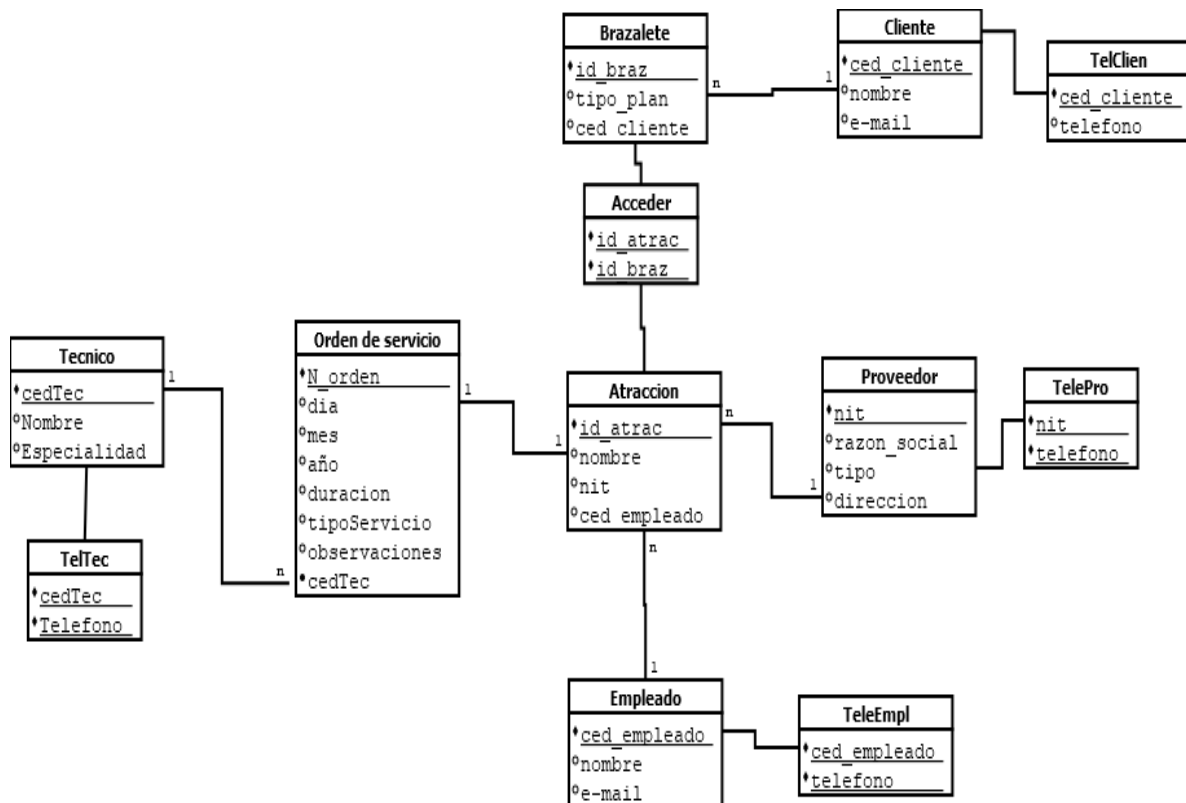 Brazalete
id_braz
tipo_plan
ced_cliente
n
1
Cliente
ced_cliente
nombre
e-mail
TelClien
ced_cliente
telefono
Acceder
id_atrac
id_braz
Tecnico
cedTec
Nombre
Especialidad
1
n
TelTec
cedTec
Telefono
Orden de servicio
N_orden
dia
mes
año
duracion
tipoServicio
observaciones
cedTec
1
1
Atraccion
id_atrac
nombre
nit
ced_empleado
n
1
Proveedor
nit
razon_social
tipo
direccion
TelePro
nit
telefono
n
1
Empleado
ced_empleado
nombre
e-mail
TeleEmpl
ced_empleado
telefono